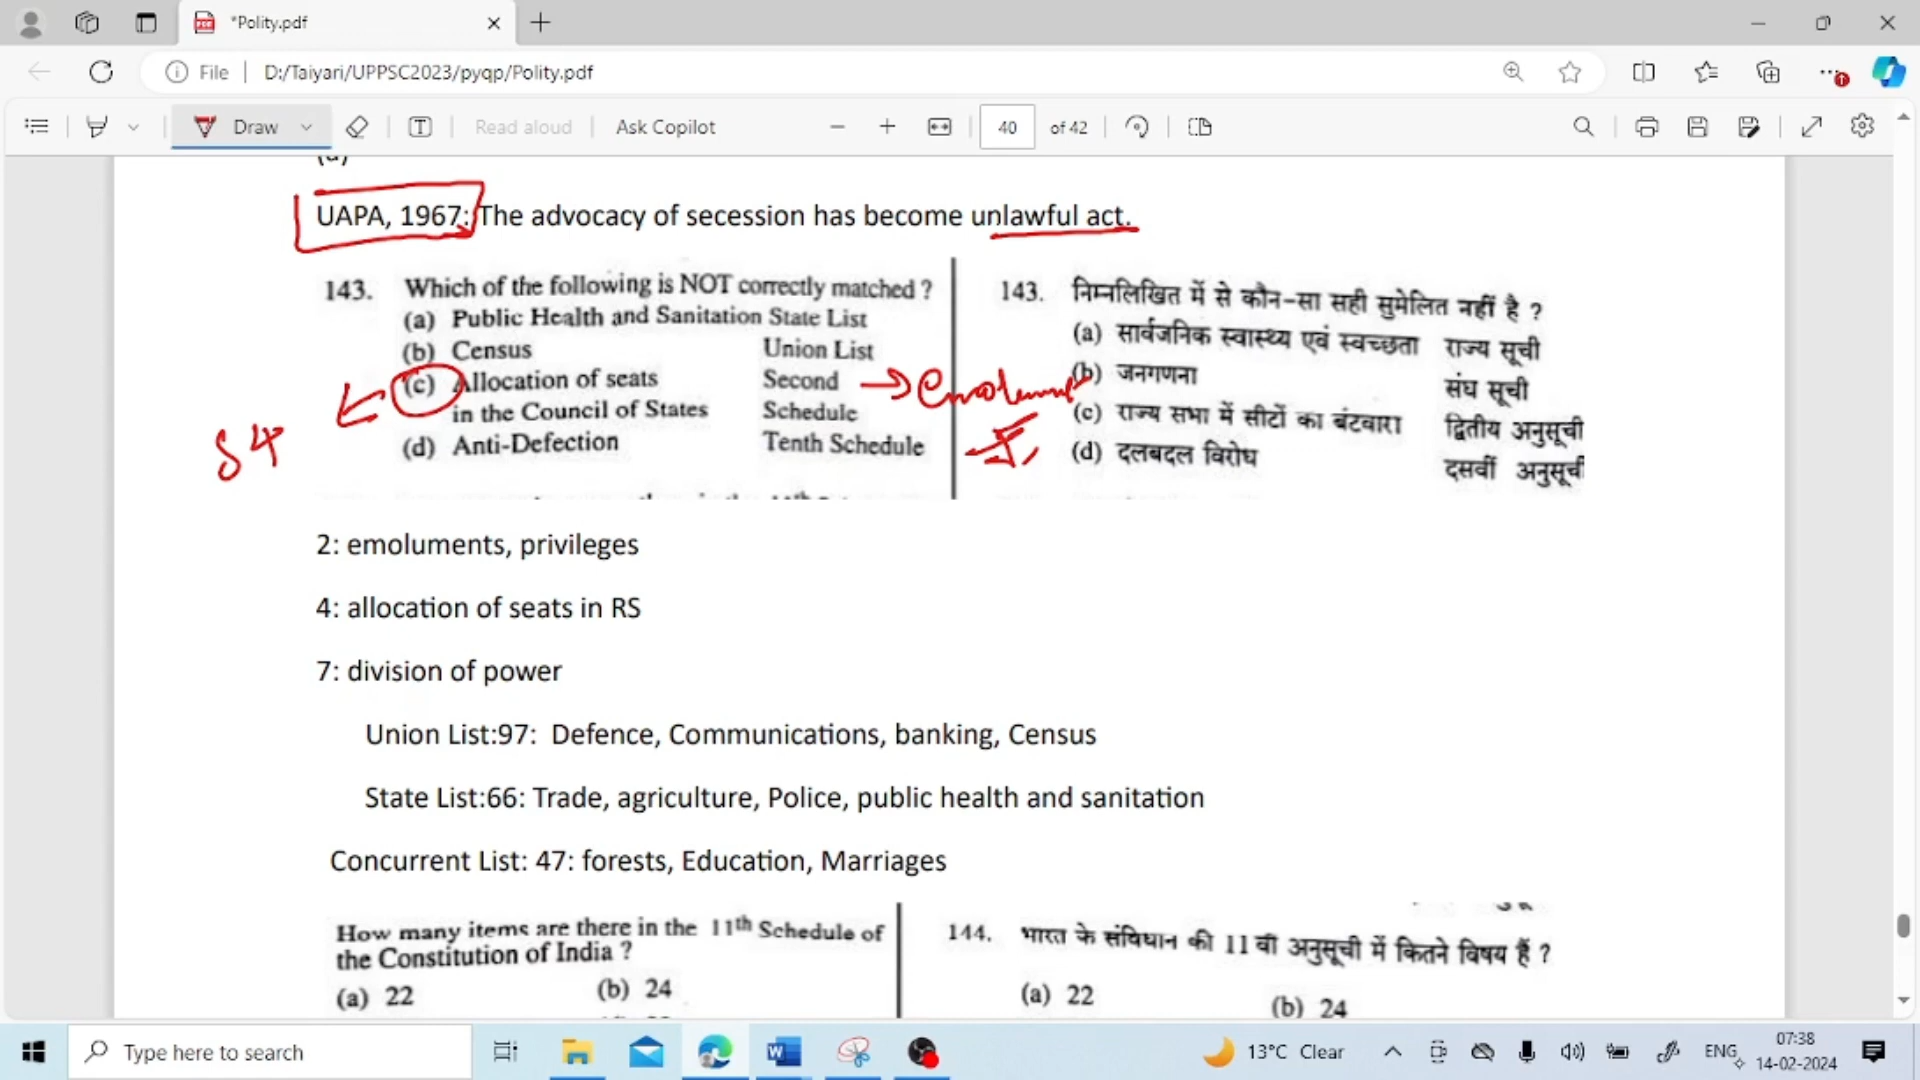 *Polity.pdf
File D:/Taiyari/UPPSC2023/pyqp/Polity.pdf
Draw Read aloud Ask Copilot 40 of 42
UAPA, 1967: The advocacy of secession has become unlawful act.
143. Which of the following is NOT correctly matched ?
(a) Public Health and Sanitation State List
(b) Census Union List
(c) Allocation of seats Second
in the Council of States Schedule
(d) Anti-Defection Tenth Schedule
S4
143. निम्नलिखित में से कौन-सा सही सुमेलित नहीं है ?
(a) सार्वजनिक स्वास्थ्य एवं स्वच्छता राज्य सूची
(b) जनगणना संघ सूची
(c) राज्य सभा में सीटों का बंटवारा द्वितीय अनुसूची
(d) दलबदल विरोध दसवीं अनुसूची
2: emoluments, privileges
4: allocation of seats in RS
7: division of power
Union List:97: Defence, Communications, banking, Census
State List:66: Trade, agriculture, Police, public health and sanitation
Concurrent List: 47: forests, Education, Marriages
How many items are there in the 11th Schedule of
the Constitution of India ?
(a) 22 (b) 24
144. भारत के संविधान की 11वीं अनुसूची में कितने विषय हैं ?
(a) 22 (b) 24
Type here to search
13°C Clear
ENG
07:38
14-02-2024